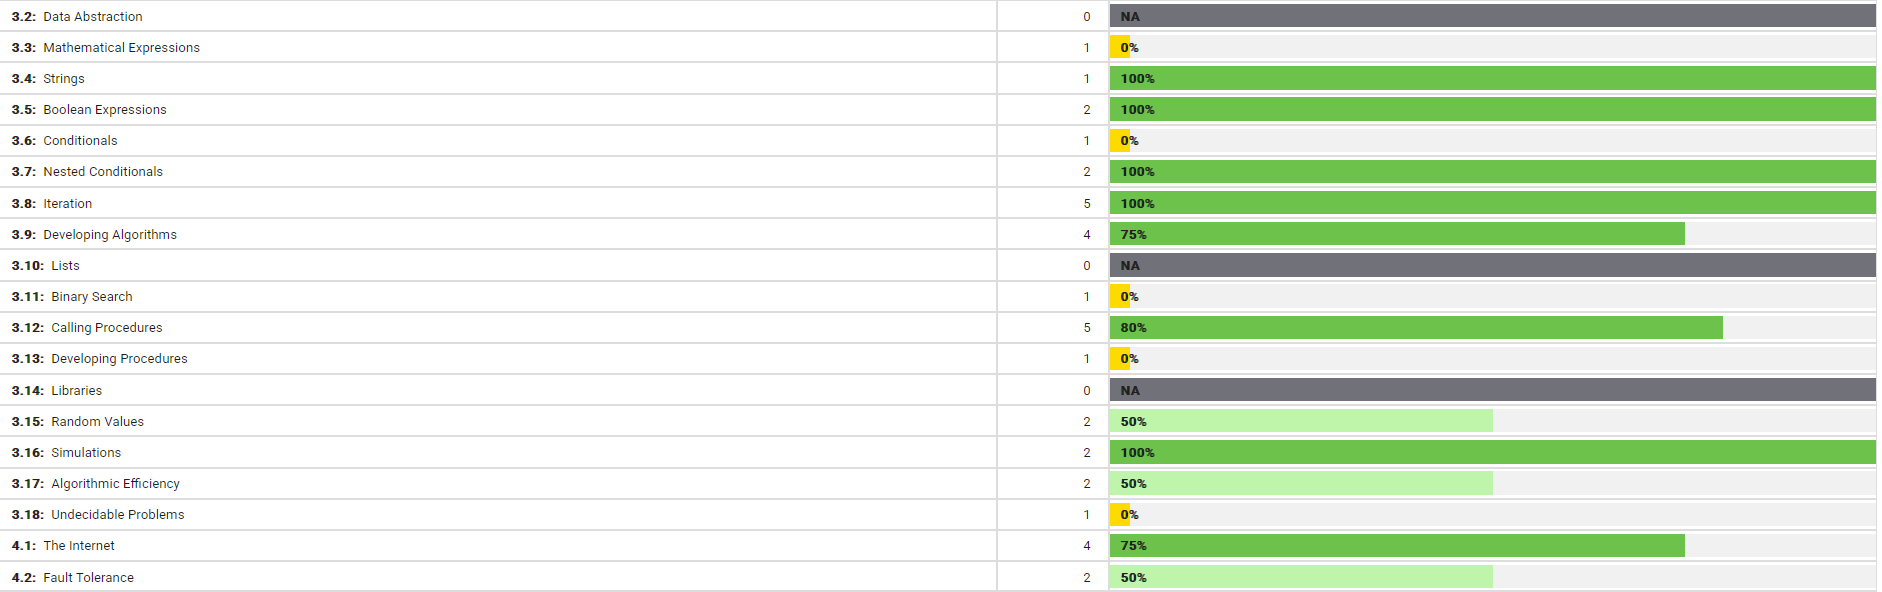 3.2: Data Abstraction 0 NA
3.3: Mathematical Expressions 1 0%
3.4: Strings 1 100%
3.5: Boolean Expressions 2 100%
3.6: Conditionals 1 0%
3.7: Nested Conditionals 2 100%
3.8: Iteration 5 100%
3.9: Developing Algorithms 4 75%
3.10: Lists 0 NA
3.11: Binary Search 1 0%
3.12: Calling Procedures 5 80%
3.13: Developing Procedures 1 0%
3.14: Libraries 0 NA
3.15: Random Values 2 50%
3.16: Simulations 2 100%
3.17: Algorithmic Efficiency 2 50%
3.18: Undecidable Problems 1 0%
4.1: The Internet 4 75%
4.2: Fault Tolerance 2 50%